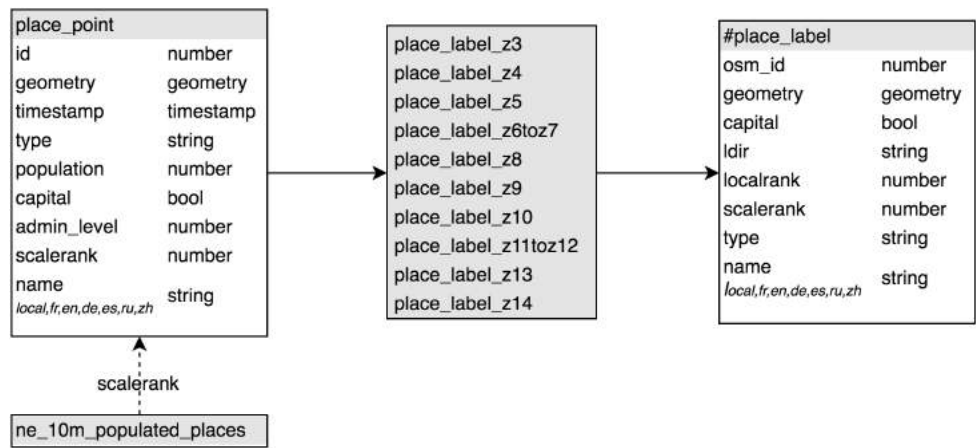 place_point
id number
geometry geometry
timestamp timestamp
type string
population number
capital bool
admin_level number
scalerank number
name string
local,fr,en,de,es,ru,zh
scalerank
ne_10m_populated_places
place_label_z3
place_label_z4
place_label_z5
place_label_z6toz7
place_label_z8
place_label_z9
place_label_z10
place_label_z11toz12
place_label_z13
place_label_z14
#place_label
osm_id number
geometry geometry
capital bool
ldir string
localrank number
scalerank number
type string
name string
local,fr,en,de,es,ru,zh